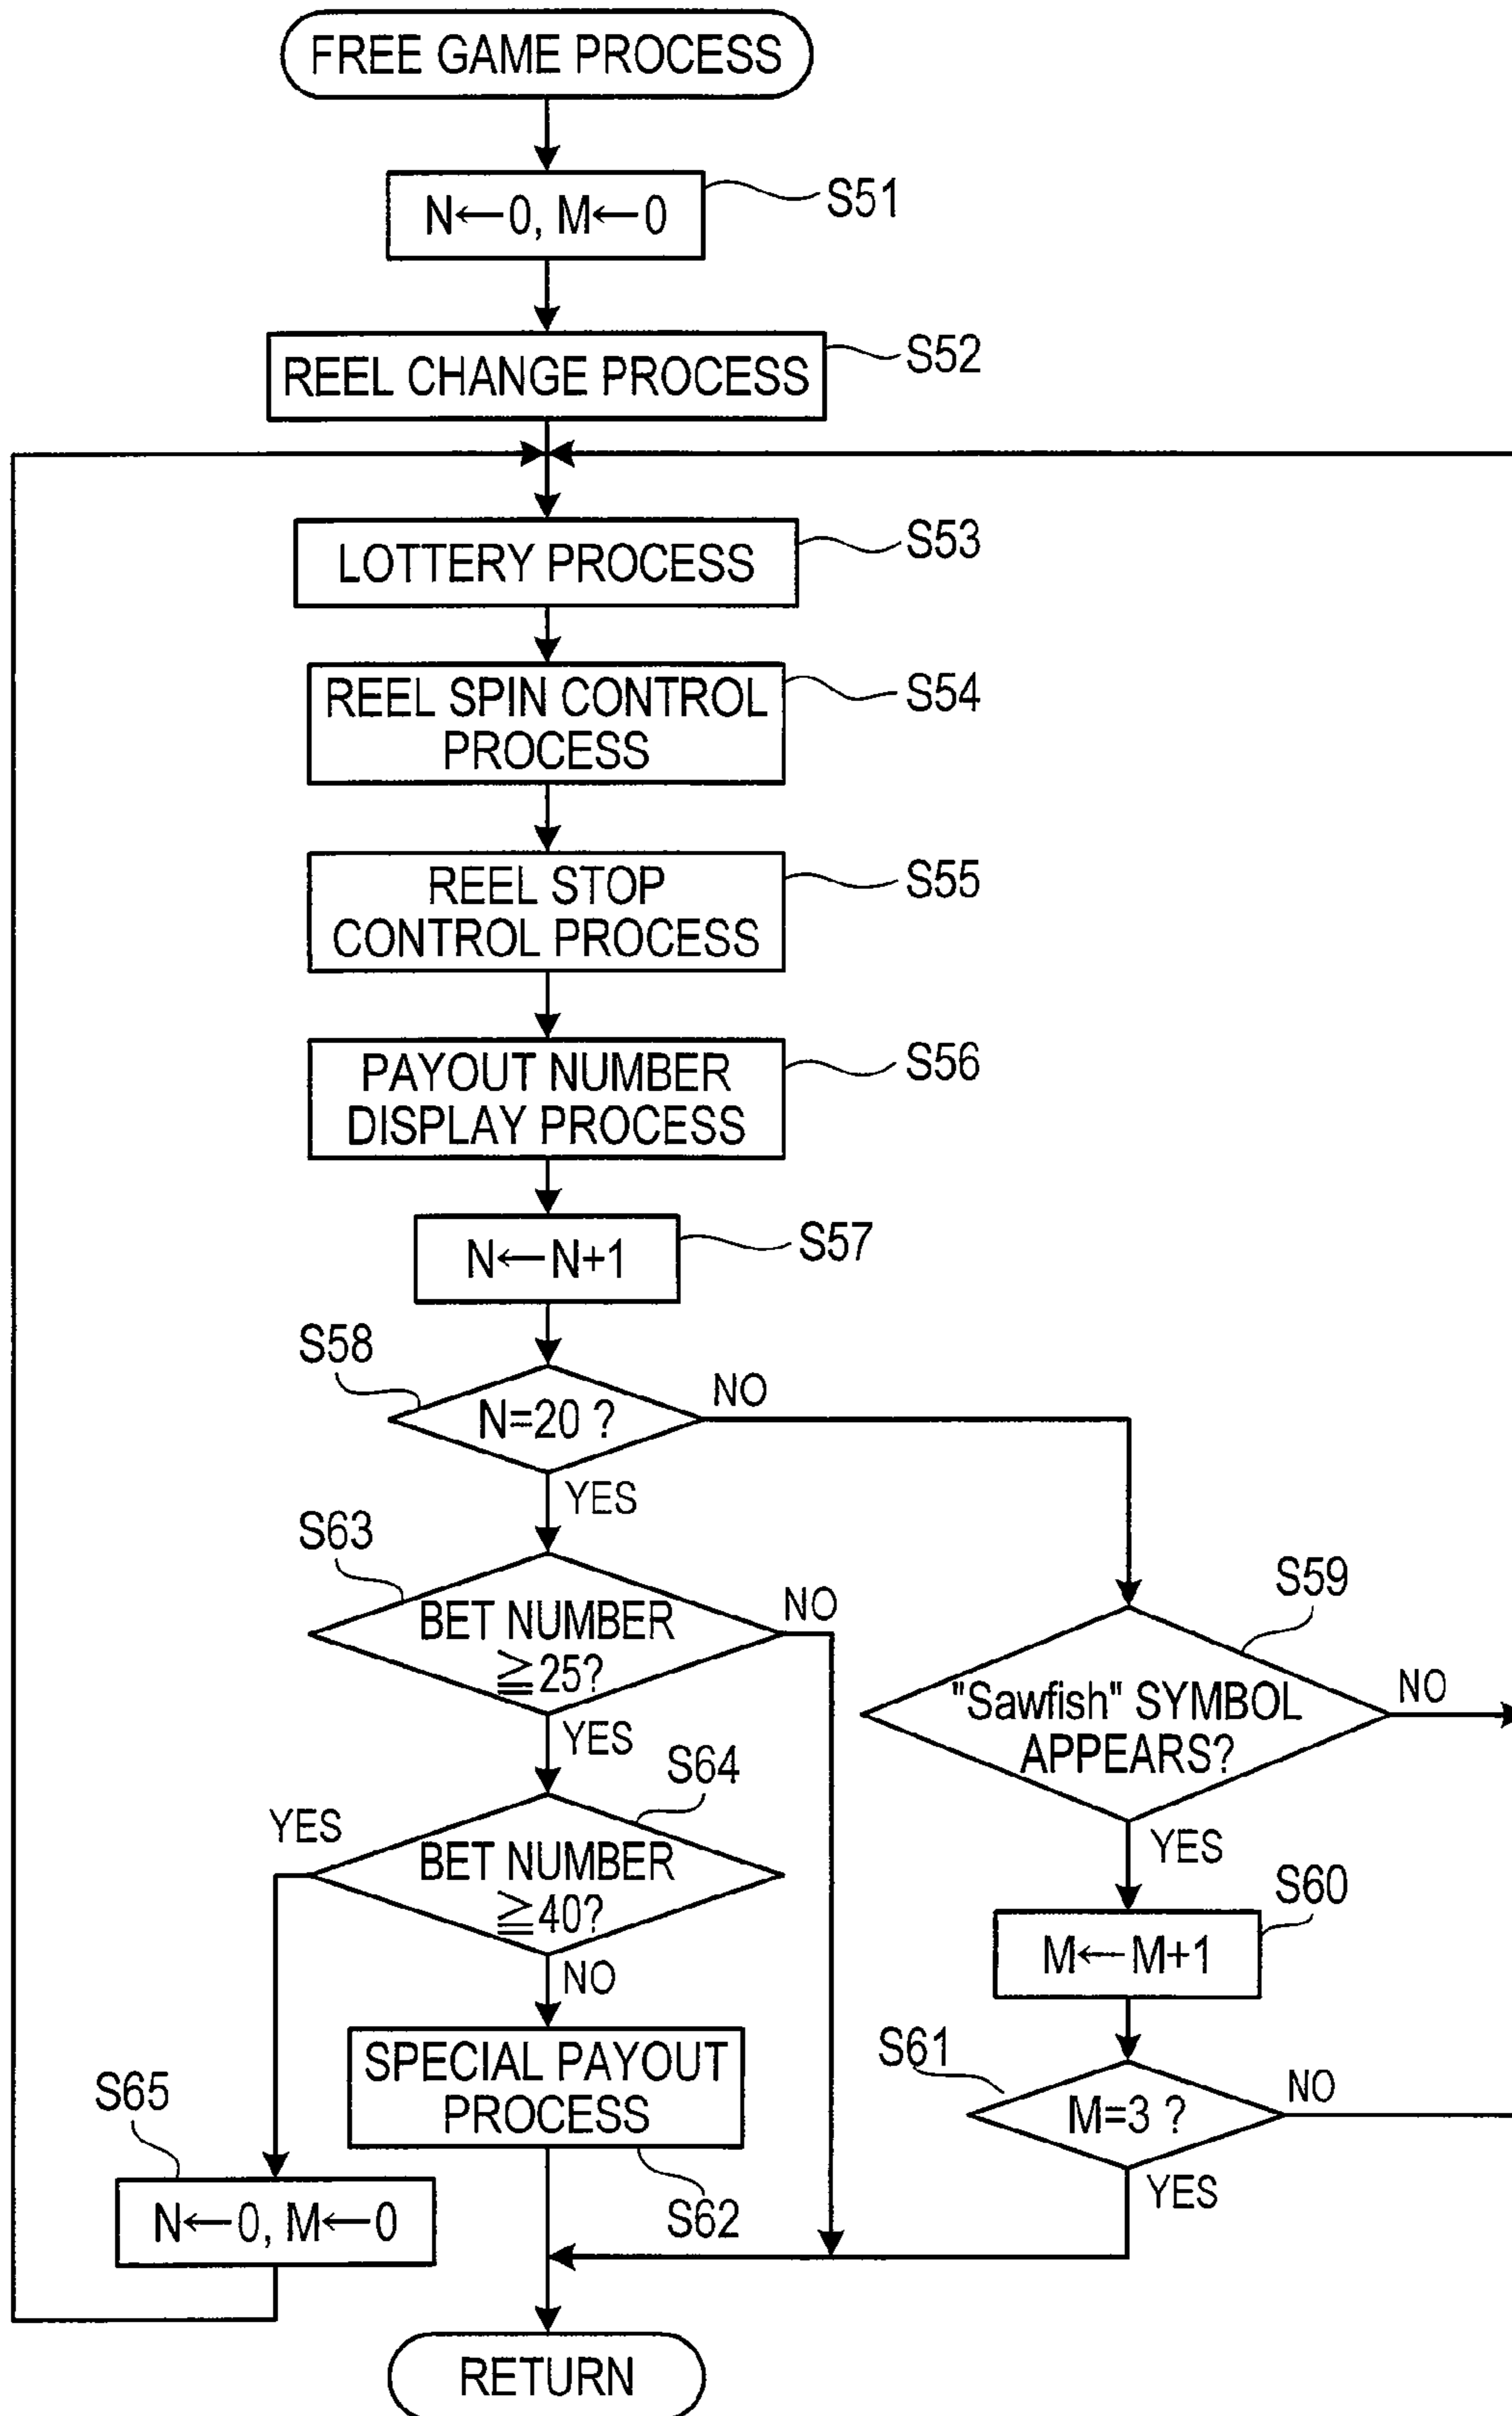 FREE GAME PROCESS
N←0, M←0
S51
REEL CHANGE PROCESS
S52
LOTTERY PROCESS
S53
REEL SPIN CONTROL
PROCESS
S54
REEL STOP
CONTROL PROCESS
S55
PAYOUT NUMBER
DISPLAY PROCESS
S56
N←N+1
S57
S58
N=20 ?
NO
YES
S63
BET NUMBER
≧25?
NO
YES
S59
"Sawfish" SYMBOL
APPEARS?
NO
YES
S64
YES
BET NUMBER
≧40?
NO
S60
M←M+1
S61
M=3 ?
NO
YES
SPECIAL PAYOUT
PROCESS
S62
S65
N←0, M←0
RETURN